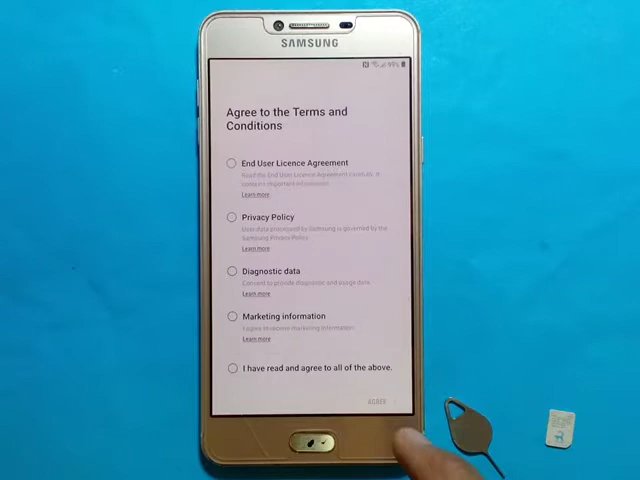 SAMSUNG
99%
Agree to the Terms and
Conditions
End User Licence Agreement
Read the End User Licence Agreement carefully. It
contains important information.
Learn more
Privacy Policy
User data processed by Samsung is governed by the
Samsung Privacy Policy.
Learn more
Diagnostic data
Consent to provide diagnostic and usage data.
Learn more
Marketing information
I agree to receive marketing information.
Learn more
I have read and agree to all of the above.
AGREE